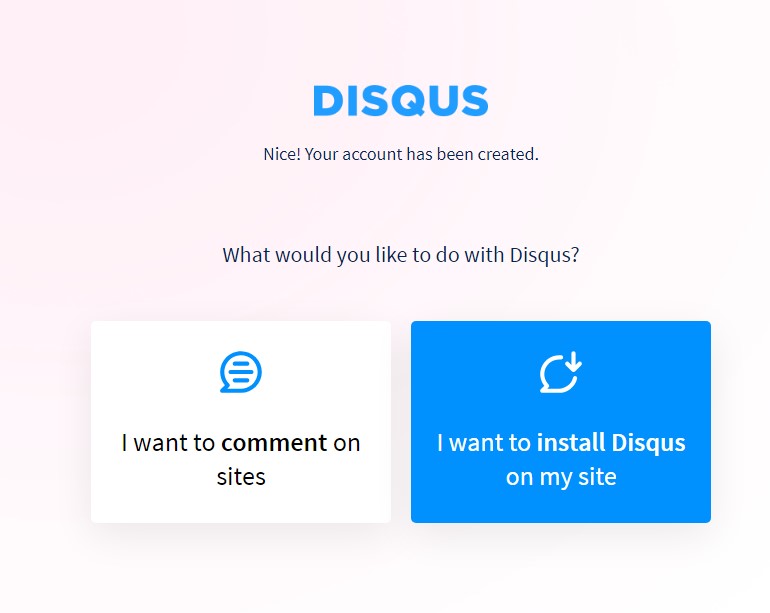 DISQUS
Nice! Your account has been created.
What would you like to do with Disqus?
I want to comment on
sites
I want to install Disqus
on my site